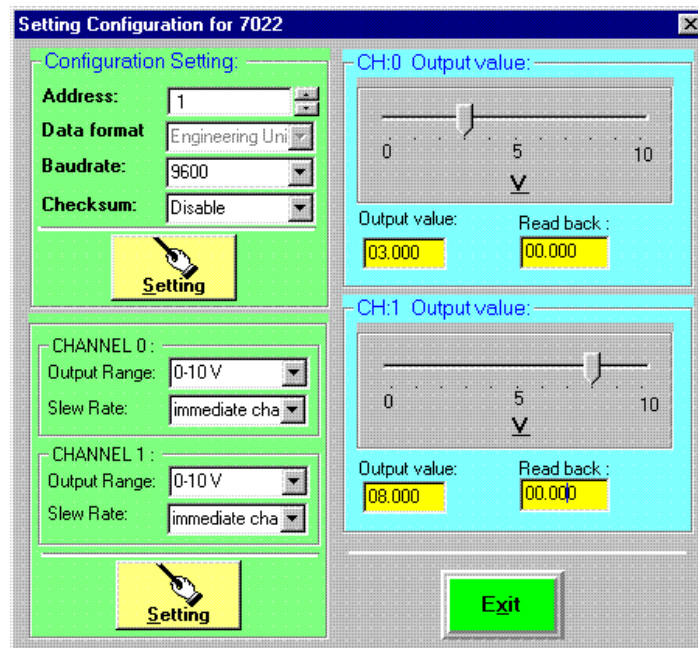 Setting Configuration for 7022
Configuration Setting:
Address: 1
Data format Engineering Uni
Baudrate: 9600
Checksum: Disable
Setting
CHANNEL 0 :
Output Range: 0-10 V
Slew Rate: immediate cha
CHANNEL 1 :
Output Range: 0-10 V
Slew Rate: immediate cha
Setting
CH:0 Output value:
0 5 10
V
Output value: Read back :
03.000 00.000
CH:1 Output value:
0 5 10
V
Output value: Read back :
08.000 00.000
Exit